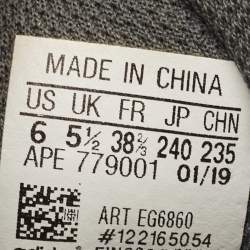 MADE IN CHINA
US UK FR JP CHN
6 5½ 38⅔ 240 235
APE 779001 01/19
ART EG6860
#122165054